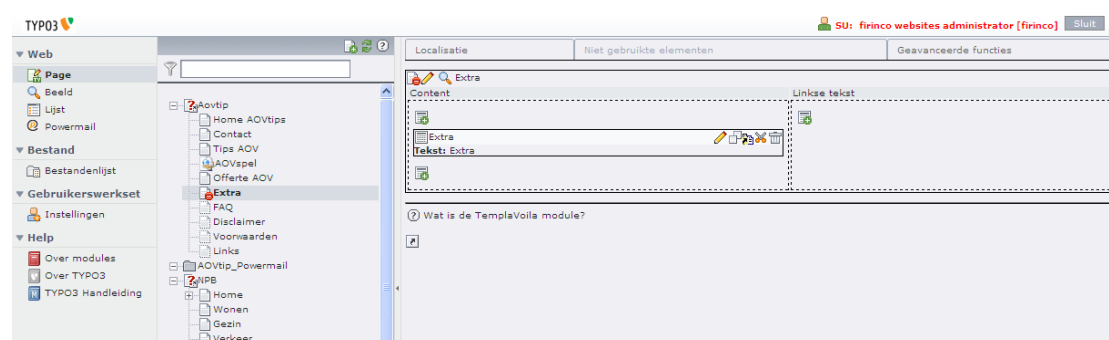 TYPO3
SU: firinco websites administrator [firinco] Sluit
Web
Page
Beeld
Lijst
Powermail
Bestand
Bestandenlijst
Gebruikerswerkset
Instellingen
Help
Over modules
Over TYPO3
TYPO3 Handleiding
Aovtip
Home AOVtips
Contact
Tips AOV
AOVspel
Offerte AOV
Extra
FAQ
Disclaimer
Voorwaarden
Links
AOVtip_Powermail
NPB
Home
Wonen
Gezin
Verkeer
Localisatie Niet gebruikte elementen Geavanceerde functies
Extra
Content Linkse tekst
Extra
Tekst: Extra
Wat is de TemplaVoila module?